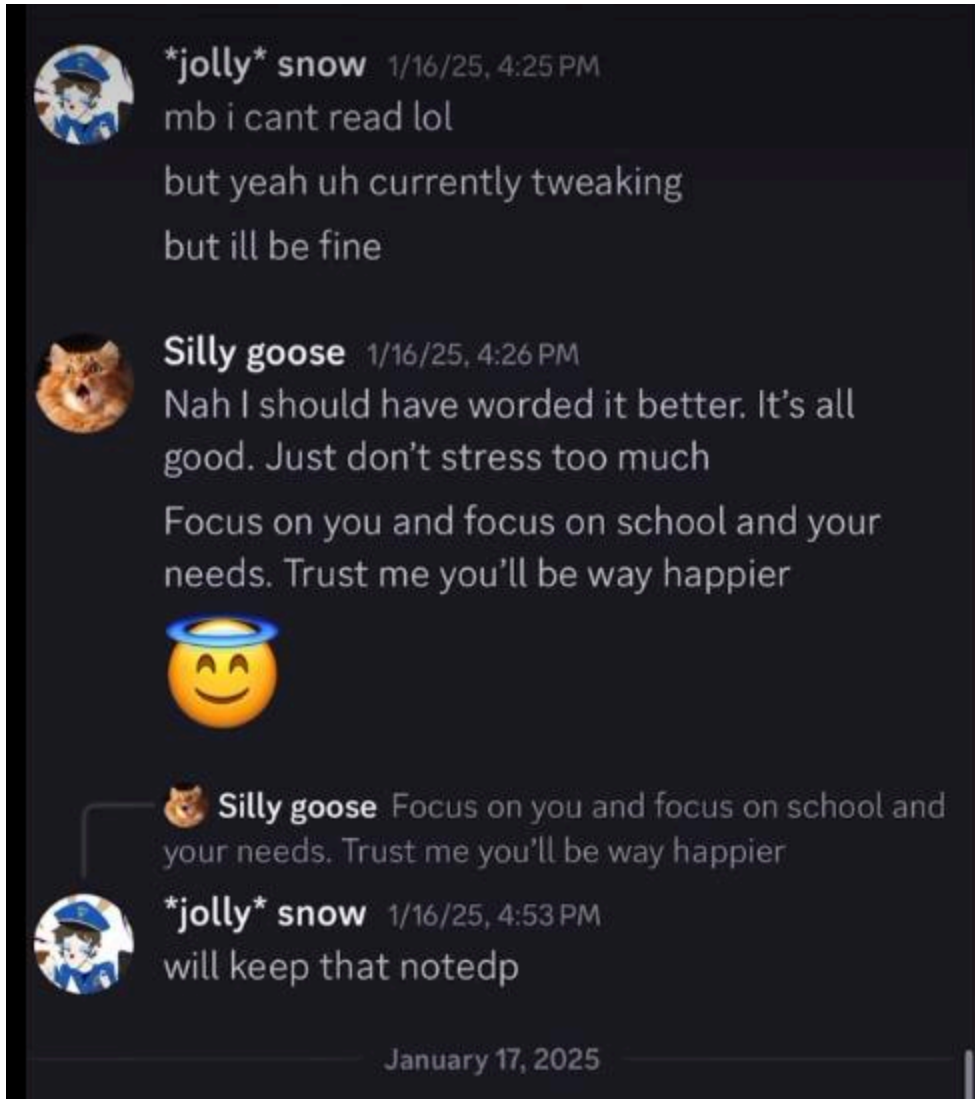 *jolly* snow 1/16/25, 4:25 PM
mb i cant read lol
but yeah uh currently tweaking
but ill be fine
Silly goose 1/16/25, 4:26 PM
Nah I should have worded it better. It’s all
good. Just don’t stress too much
Focus on you and focus on school and your
needs. Trust me you’ll be way happier
Silly goose Focus on you and focus on school and
your needs. Trust me you’ll be way happier
*jolly* snow 1/16/25, 4:53 PM
will keep that notedp
January 17, 2025